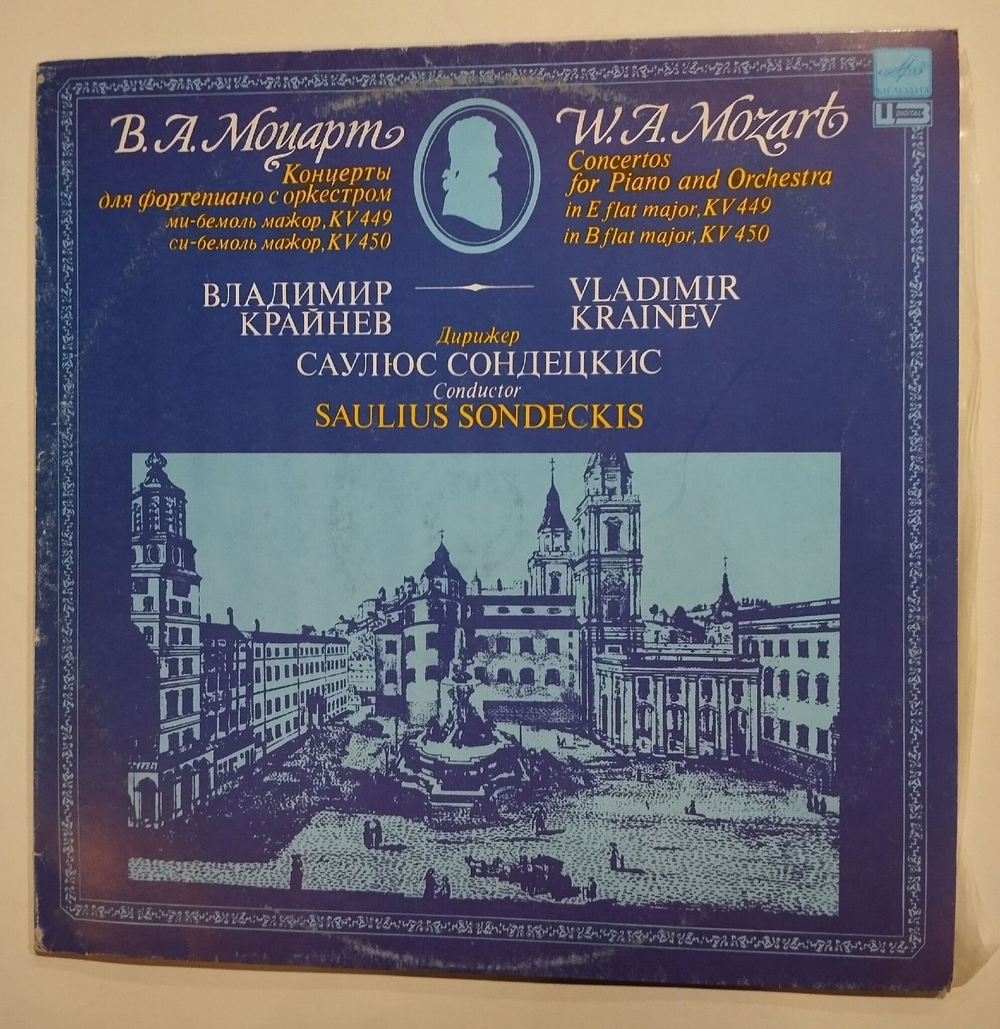 МЕЛОДИЯ
Ц DIGITAL
В. А. Моцарт
Концерты
для фортепиано с оркестром
ми-бемоль мажор, KV 449
си-бемоль мажор, KV 450
W. A. Mozart
Concertos
for Piano and Orchestra
in E flat major, KV 449
in B flat major, KV 450
ВЛАДИМИР
КРАЙНЕВ
VLADIMIR
KRAINEV
Дирижер
САУЛЮС СОНДЕЦКИС
Conductor
SAULIUS SONDECKIS